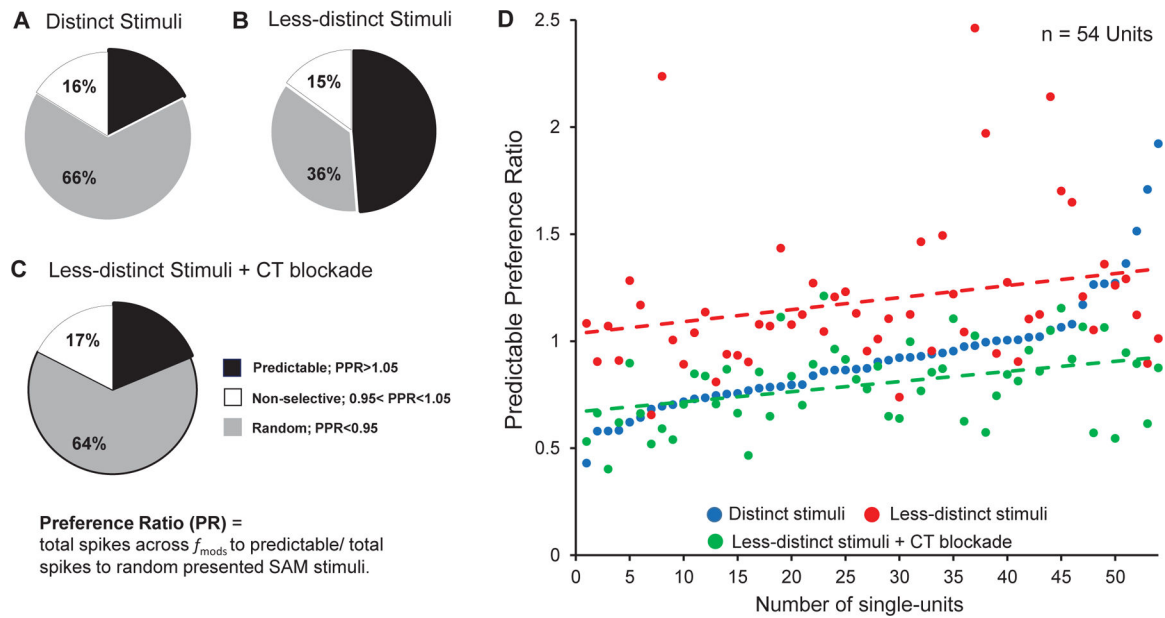 A Distinct Stimuli
16%
66%
B Less-distinct Stimuli
15%
36%
C Less-distinct Stimuli + CT blockade
17%
64%
Predictable; PPR>1.05
Non-selective; 0.95< PPR<1.05
Random; PPR<0.95
Preference Ratio (PR) =
total spikes across fmods to predictable/ total
spikes to random presented SAM stimuli.
D
n = 54 Units
Predictable Preference Ratio
2.5
2
1.5
1
0.5
0
Distinct stimuli Less-distinct stimuli
Less-distinct stimuli + CT blockade
0 5 10 15 20 25 30 35 40 45 50
Number of single-units